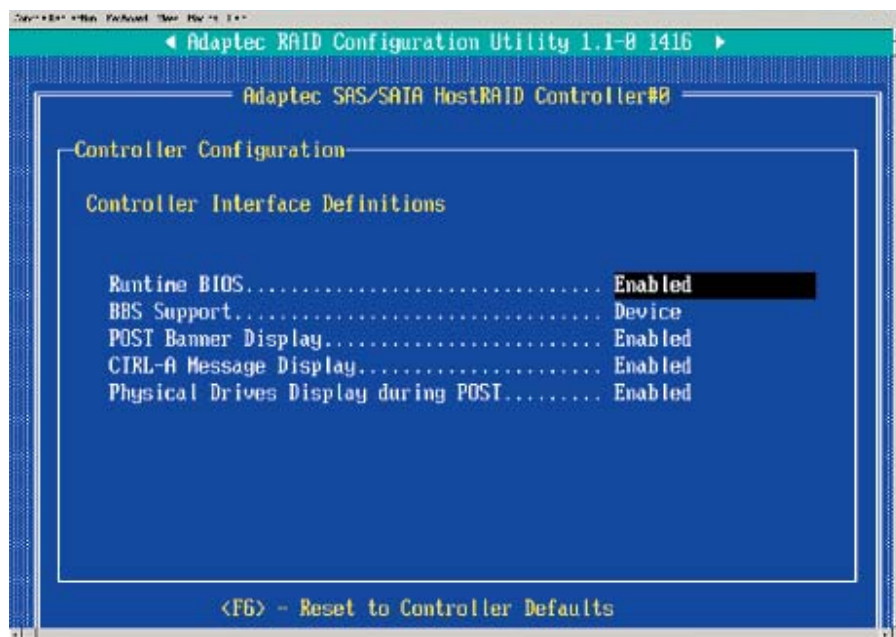 ◄ Adaptec RAID Configuration Utility 1.1-0 1416 ►
Adaptec SAS/SATA HostRAID Controller#0
Controller Configuration
Controller Interface Definitions
Runtime BIOS................................ Enabled
BBS Support................................. Device
POST Banner Display......................... Enabled
CTRL-A Message Display...................... Enabled
Physical Drives Display during POST......... Enabled
<F6> - Reset to Controller Defaults